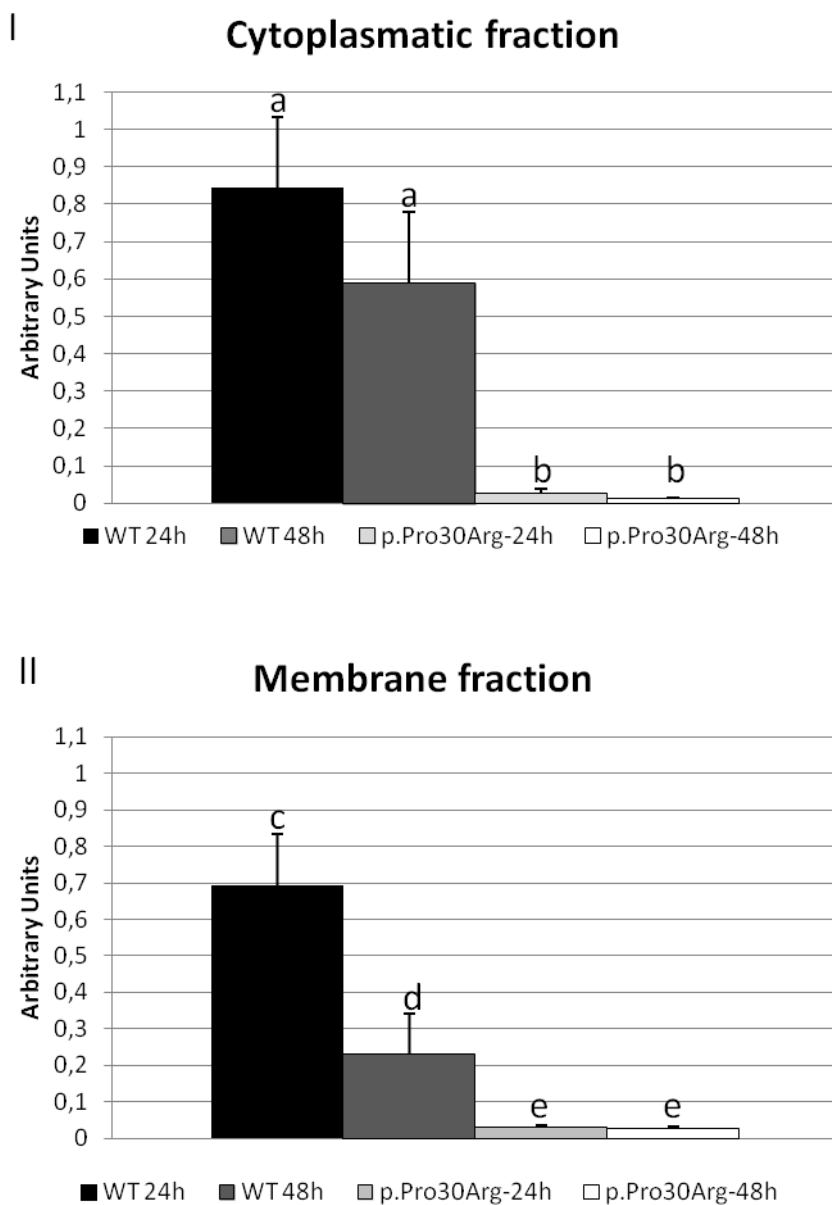 I
Cytoplasmatic fraction
Arbitrary Units
1,1
1
0,9
0,8
0,7
0,6
0,5
0,4
0,3
0,2
0,1
0
a
a
b
b
WT 24h WT 48h p.Pro30Arg-24h p.Pro30Arg-48h
II
Membrane fraction
Arbitrary Units
1,1
1
0,9
0,8
0,7
0,6
0,5
0,4
0,3
0,2
0,1
0
c
d
e
e
WT 24h WT 48h p.Pro30Arg-24h p.Pro30Arg-48h